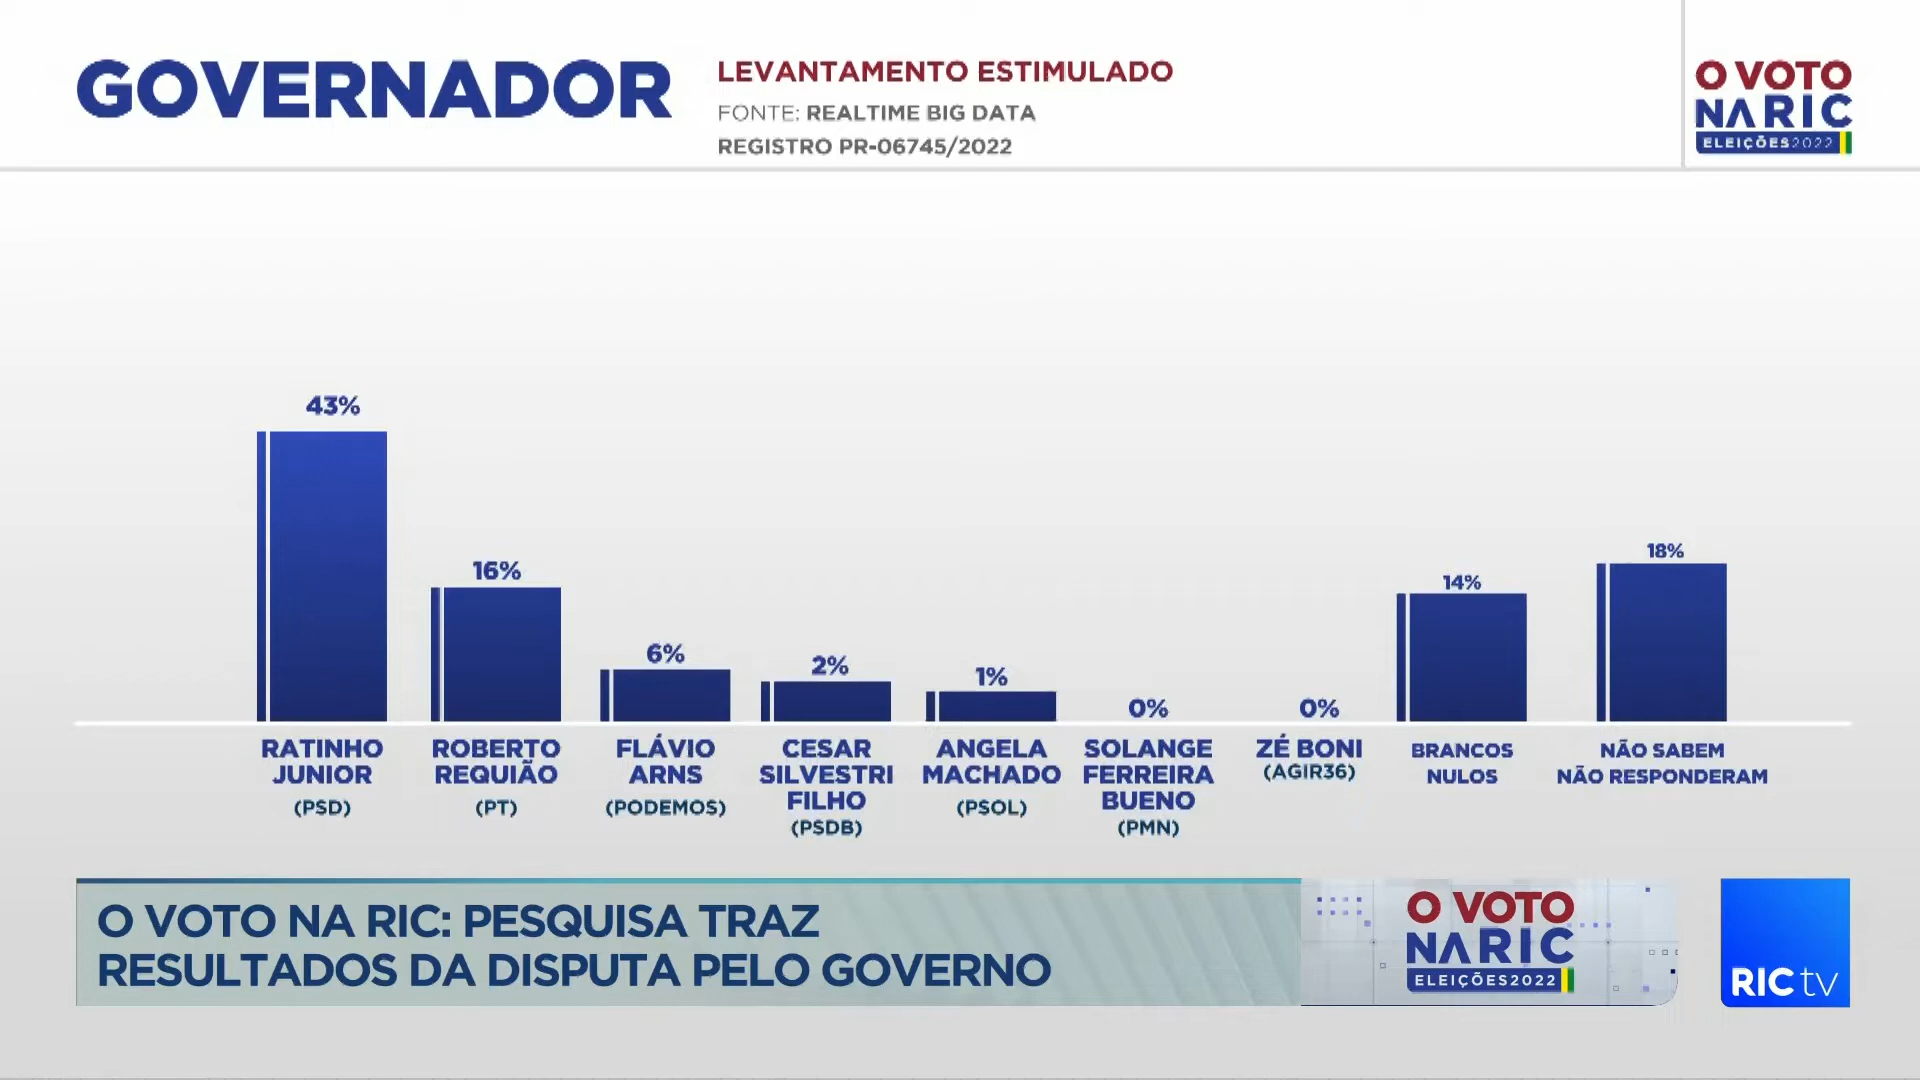 GOVERNADOR
LEVANTAMENTO ESTIMULADO
FONTE: REALTIME BIG DATA
REGISTRO PR-06745/2022
O VOTO
NA RIC
ELEIÇÕES2022
43%
16%
6%
2%
1%
0%
0%
14%
18%
RATINHO
JUNIOR
(PSD)
ROBERTO
REQUIÃO
(PT)
FLÁVIO
ARNS
(PODEMOS)
CESAR
SILVESTRI
FILHO
(PSDB)
ANGELA
MACHADO
(PSOL)
SOLANGE
FERREIRA
BUENO
(PMN)
ZÉ BONI
(AGIR36)
BRANCOS
NULOS
NÃO SABEM
NÃO RESPONDERAM
O VOTO NA RIC: PESQUISA TRAZ
RESULTADOS DA DISPUTA PELO GOVERNO
O VOTO
NA RIC
ELEIÇÕES2022
RIC tv